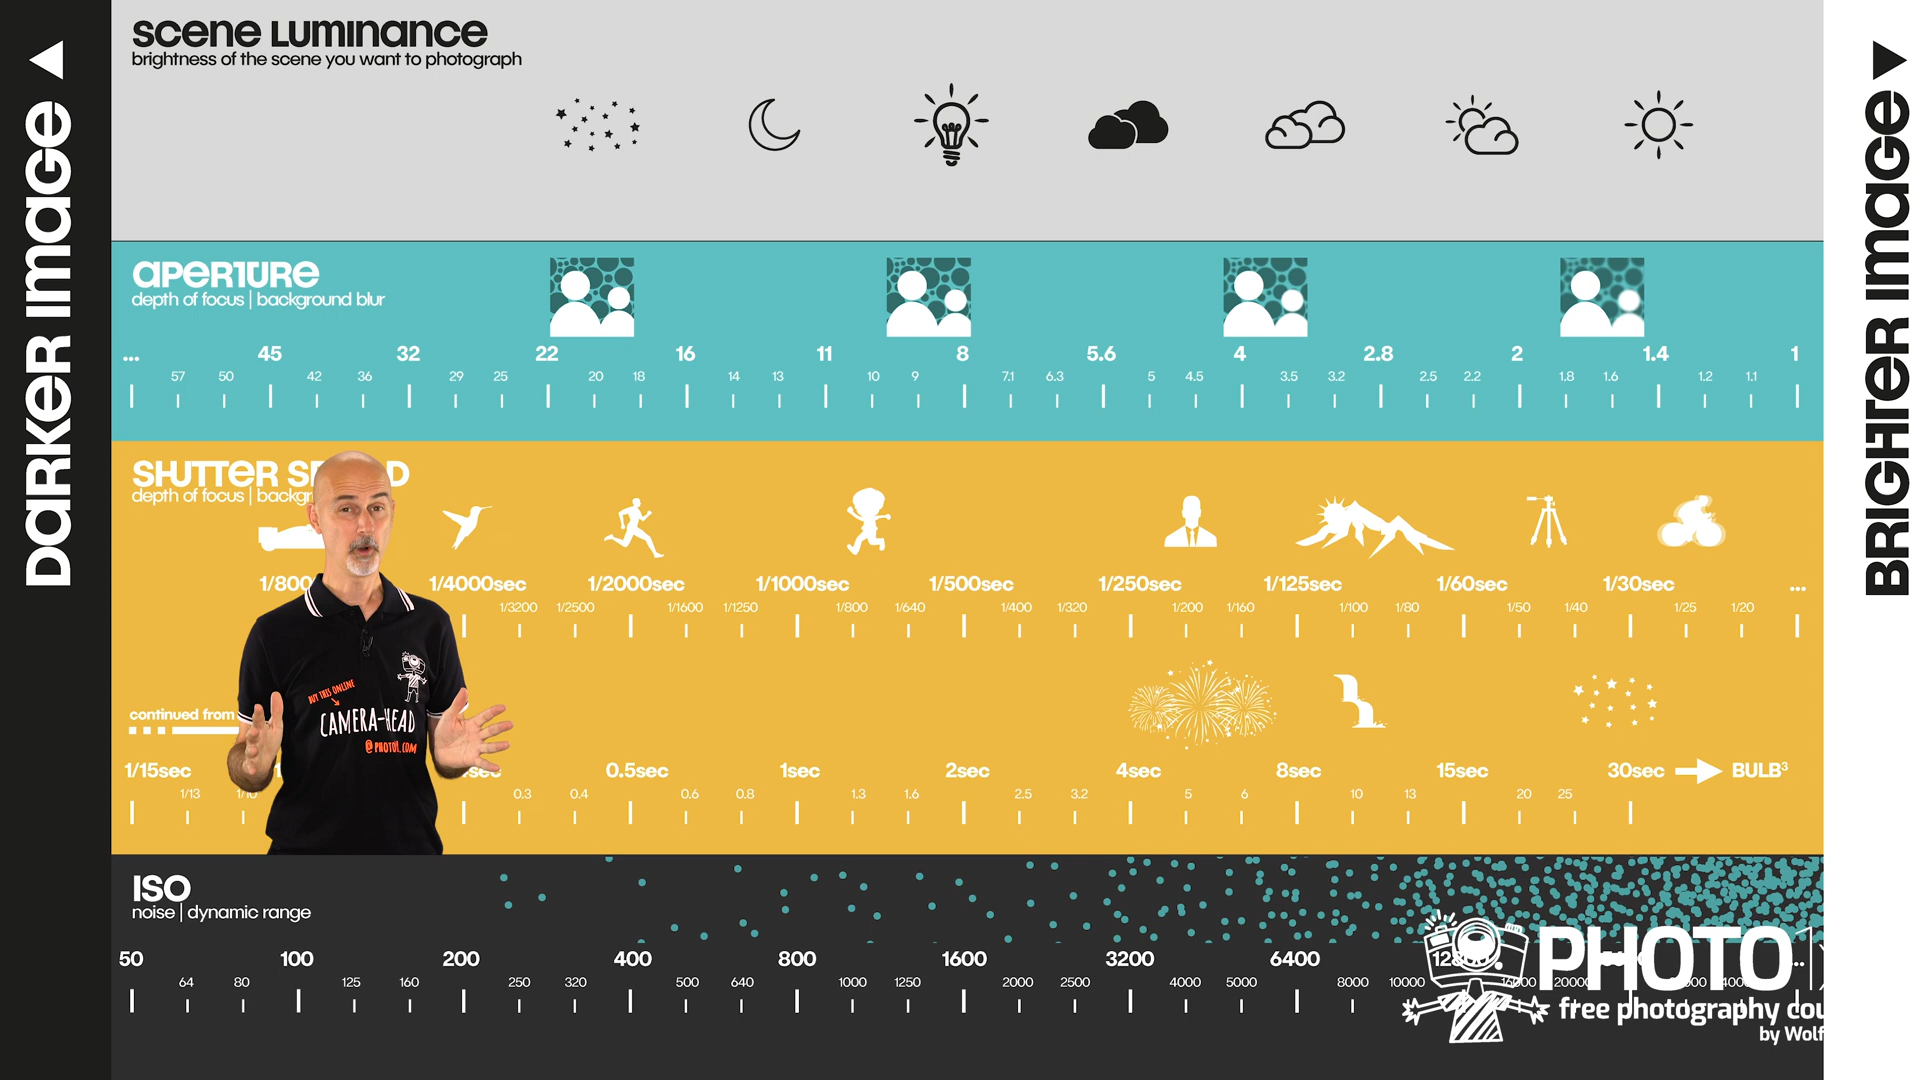 DARKER IMAGE
SCENE LUMINANCE
brightness of the scene you want to photograph
APERTURE
depth of focus | background blur
... 45 32 22 16 11 8 5.6 4 2.8 2 1.4 1
57 50 42 36 29 25 20 18 14 13 10 9 7.1 6.3 5 4.5 3.5 3.2 2.5 2.2 1.8 1.6 1.2 1.1
SHUTTER
depth of focus |
1/4000sec 1/2000sec 1/1000sec 1/500sec 1/250sec 1/125sec 1/60sec 1/30sec ...
1/3200 1/2500 1/1600 1/1250 1/800 1/640 1/400 1/320 1/200 1/160 1/100 1/80 1/50 1/40 1/25 1/20
BUY THIS ONLINE
CAMERA-HEAD
continued from
1/15sec 0.5sec 1sec 2sec 4sec 8sec 15sec 30sec BULB³
1/13 1/10 0.3 0.4 0.6 0.8 1.3 1.6 2.5 3.2 5 6 10 13 20 25
ISO
noise | dynamic range
50 100 200 400 800 1600 3200 6400
64 80 125 160 250 320 500 640 1000 1250 2000 2500 4000 5000 8000 10000
PHOTO
free photography
by
BRIGHTER IMAGE